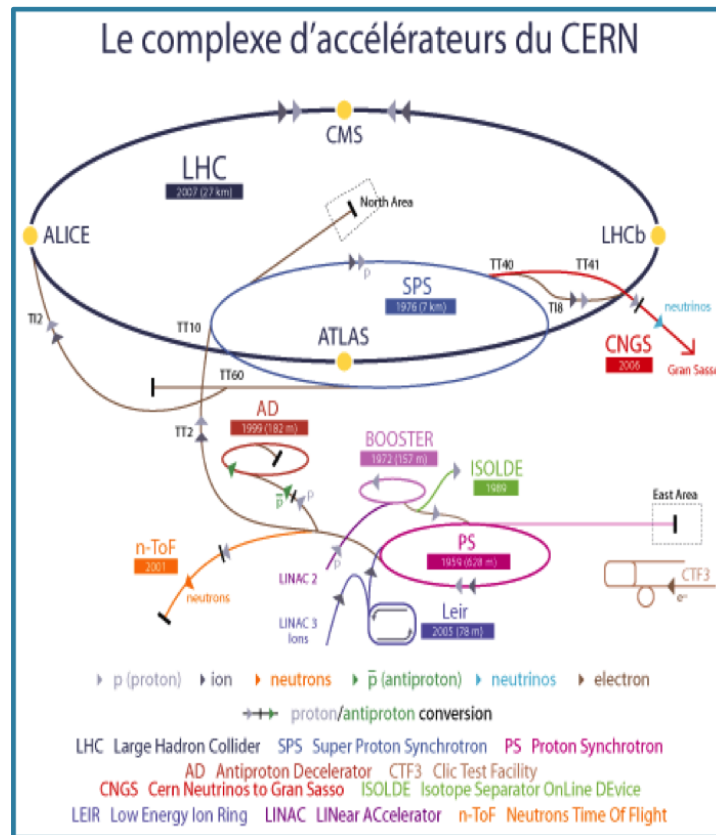 Le complexe d'accélérateurs du CERN
CMS
LHC
2007 (27 km)
North Area
ALICE
LHCb
p
SPS
1976 (7 km)
TT40
TT41
TI8
TI2
TT10
ATLAS
neutrinos
CNGS
2006
Gran Sasso
TT60
AD
1999 (182 m)
TT2
BOOSTER
1972 (157 m)
ISOLDE
1989
East Area
p̅
p
n-ToF
2001
p
LINAC 2
PS
1959 (628 m)
CTF3
e⁻
neutrons
LINAC 3
Ions
Leir
2005 (78 m)
p (proton) ion neutrons p̅ (antiproton) neutrinos electron
proton/antiproton conversion
LHC Large Hadron Collider SPS Super Proton Synchrotron PS Proton Synchrotron
AD Antiproton Decelerator CTF3 Clic Test Facility
CNGS Cern Neutrinos to Gran Sasso ISOLDE Isotope Separator OnLine DEvice
LEIR Low Energy Ion Ring LINAC LINear ACcelerator n-ToF Neutrons Time Of Flight